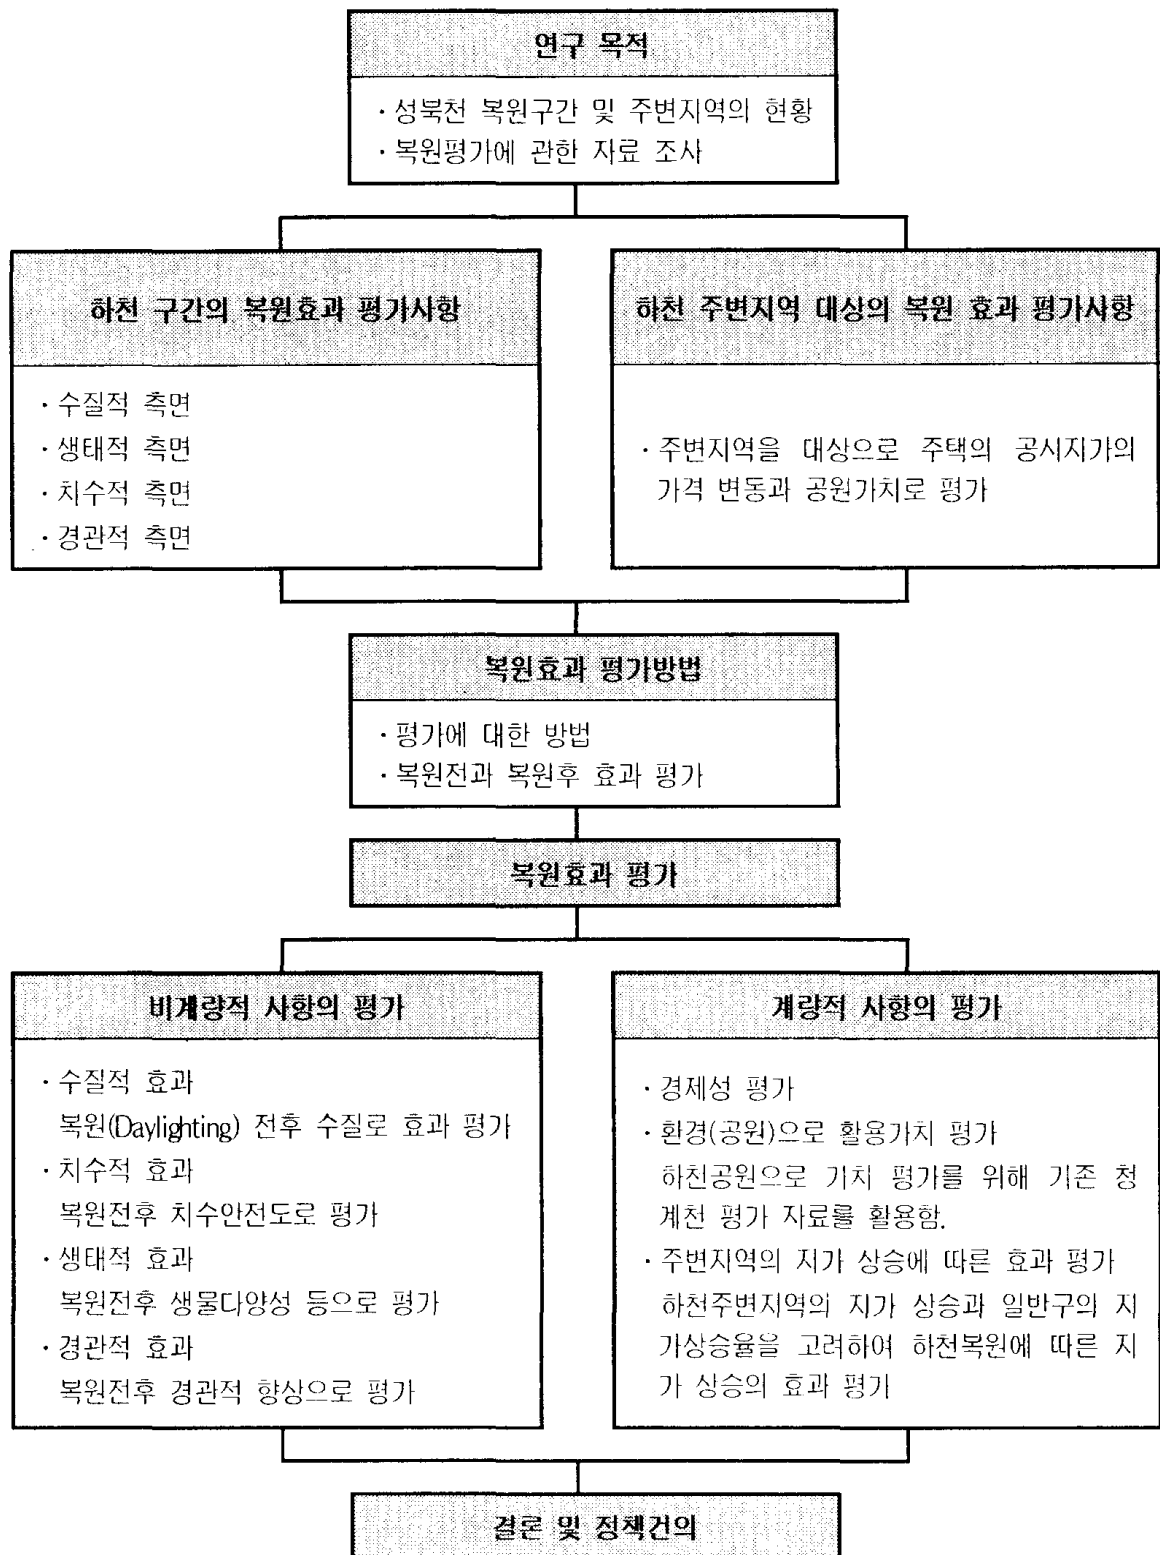 연구 목적
· 성북천 복원구간 및 주변지역의 현황
· 복원평가에 관한 자료 조사
하천 구간의 복원효과 평가사항
· 수질적 측면
· 생태적 측면
· 치수적 측면
· 경관적 측면
하천 주변지역 대상의 복원 효과 평가사항
· 주변지역을 대상으로 주택의 공시지가의
가격 변동과 공원가치로 평가
복원효과 평가방법
· 평가에 대한 방법
· 복원전과 복원후 효과 평가
복원효과 평가
비계량적 사항의 평가
· 수질적 효과
복원(Daylighting) 전후 수질로 효과 평가
· 치수적 효과
복원전후 치수안전도로 평가
· 생태적 효과
복원전후 생물다양성 등으로 평가
· 경관적 효과
복원전후 경관적 향상으로 평가
계량적 사항의 평가
· 경제성 평가
· 환경(공원)으로 활용가치 평가
하천공원으로 가치 평가를 위해 기존 청
계천 평가 자료를 활용함.
· 주변지역의 지가 상승에 따른 효과 평가
하천주변지역의 지가 상승과 일반구의 지
가상승율을 고려하여 하천복원에 따른 지
가 상승의 효과 평가
결론 및 정책건의